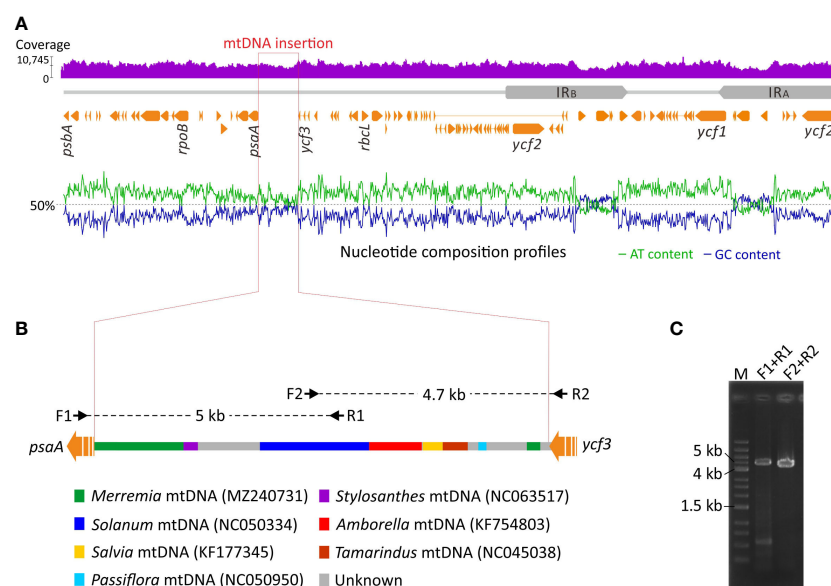 A
Coverage
mtDNA insertion
10,745
0
IRB
IRA
psbA
rpoB
psaA
ycf3
rbcL
ycf2
ycf1
ycf2
50%
Nucleotide composition profiles
AT content
GC content
B
C
F2
4.7 kb
R2
F1
5 kb
R1
psaA
ycf3
Merremia mtDNA (MZ240731)
Stylosanthes mtDNA (NC063517)
Solanum mtDNA (NC050334)
Amborella mtDNA (KF754803)
Salvia mtDNA (KF177345)
Tamarindus mtDNA (NC045038)
Passiflora mtDNA (NC050950)
Unknown
M
F1+R1
F2+R2
5 kb
4 kb
1.5 kb